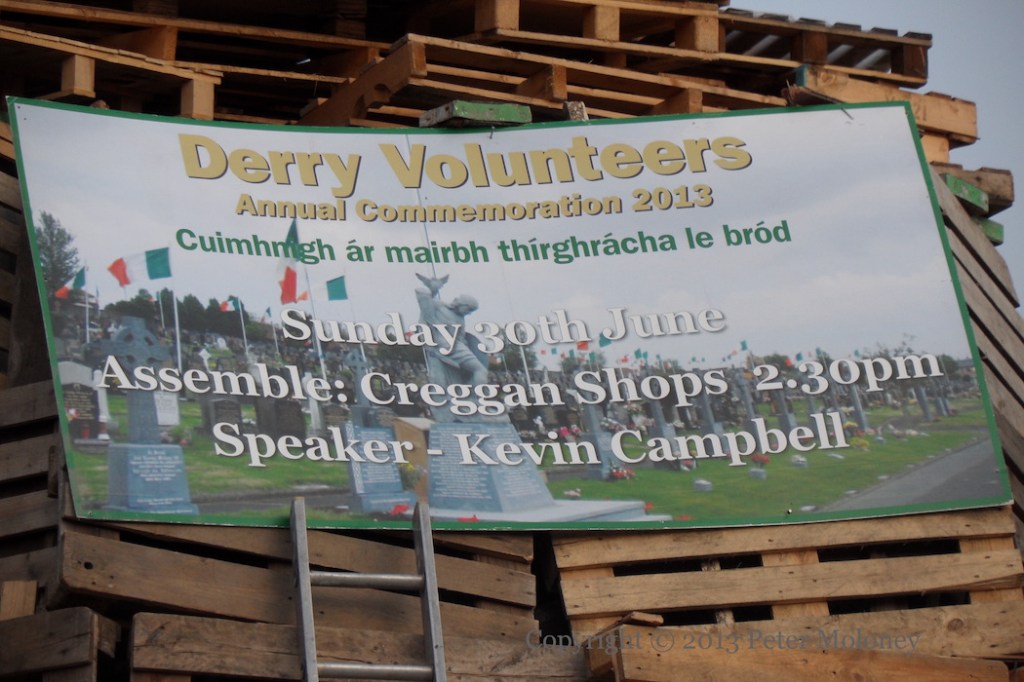 Derry Volunteers
Annual Commemoration 2013
Cuimhnigh ár mairbh thírghrácha le bród
Sunday 30th June
Assemble: Creggan Shops 2.30pm
Speaker - Kevin Campbell
Copyright © 2013 Peter Moloney